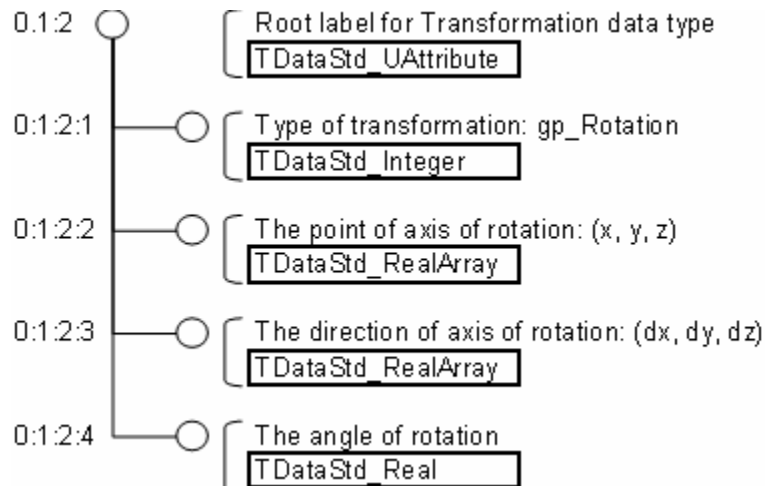 0.1:2 Root label for Transformation data type
TDataStd_UAttribute
0:1:2:1 Type of transformation: gp_Rotation
TDataStd_Integer
0:1:2:2 The point of axis of rotation: (x, y, z)
TDataStd_RealArray
0:1:2:3 The direction of axis of rotation: (dx, dy, dz)
TDataStd_RealArray
0:1:2:4 The angle of rotation
TDataStd_Real